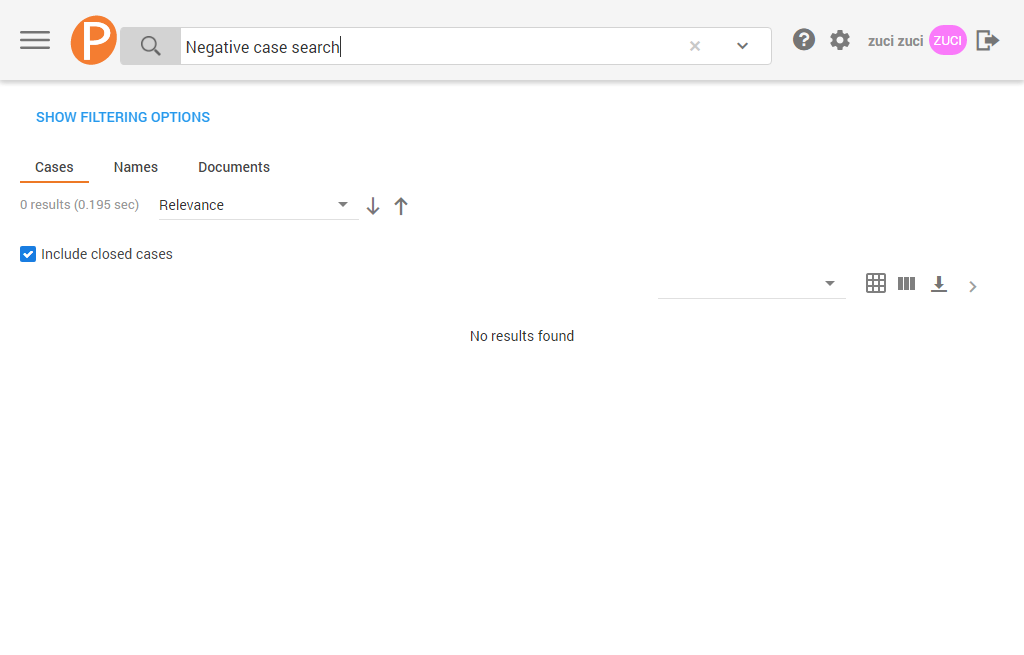 P
Negative case search
zuci zuci
ZUCI
SHOW FILTERING OPTIONS
Cases Names Documents
0 results (0.195 sec) Relevance
Include closed cases
No results found